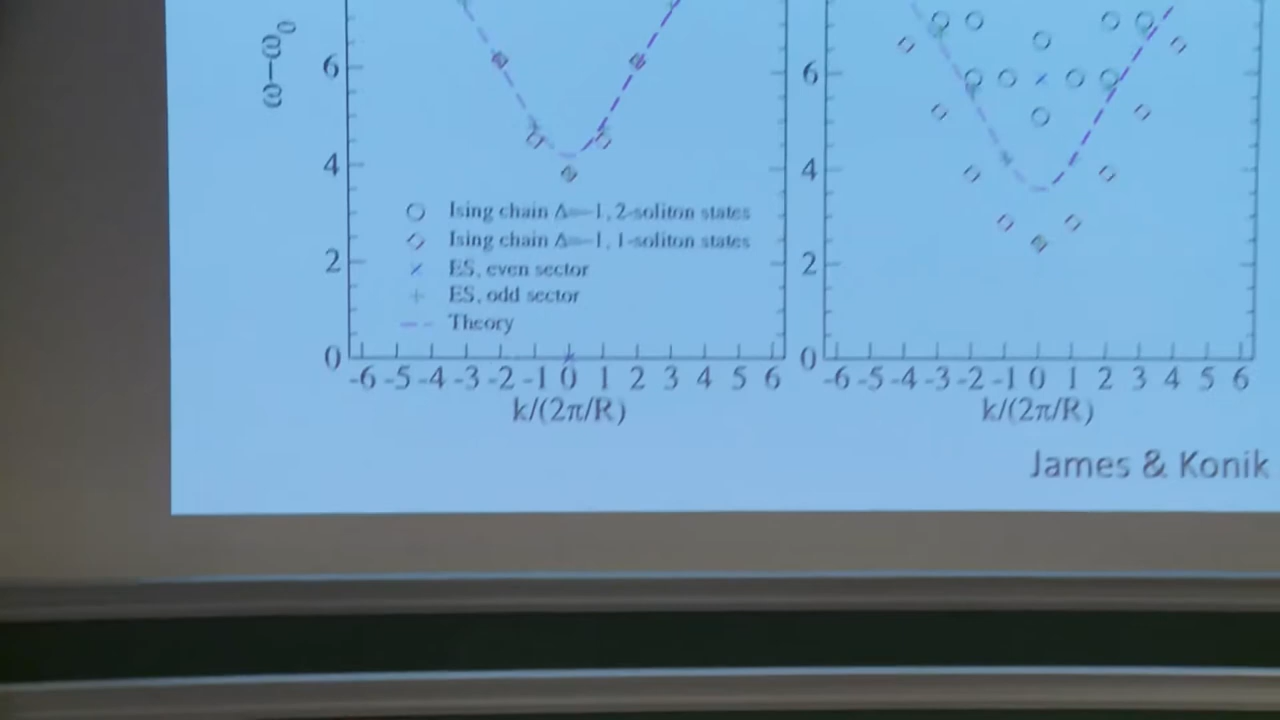 ω−ω₀
6
4
2
0
Ising chain Δ=-1, 2-soliton states
Ising chain Δ=-1, 1-soliton states
ES, even sector
ES, odd sector
Theory
-6 -5 -4 -3 -2 -1 0 1 2 3 4 5 6
k/(2π/R)
6
4
2
0
-6 -5 -4 -3 -2 -1 0 1 2 3 4 5 6
k/(2π/R)
James & Konik